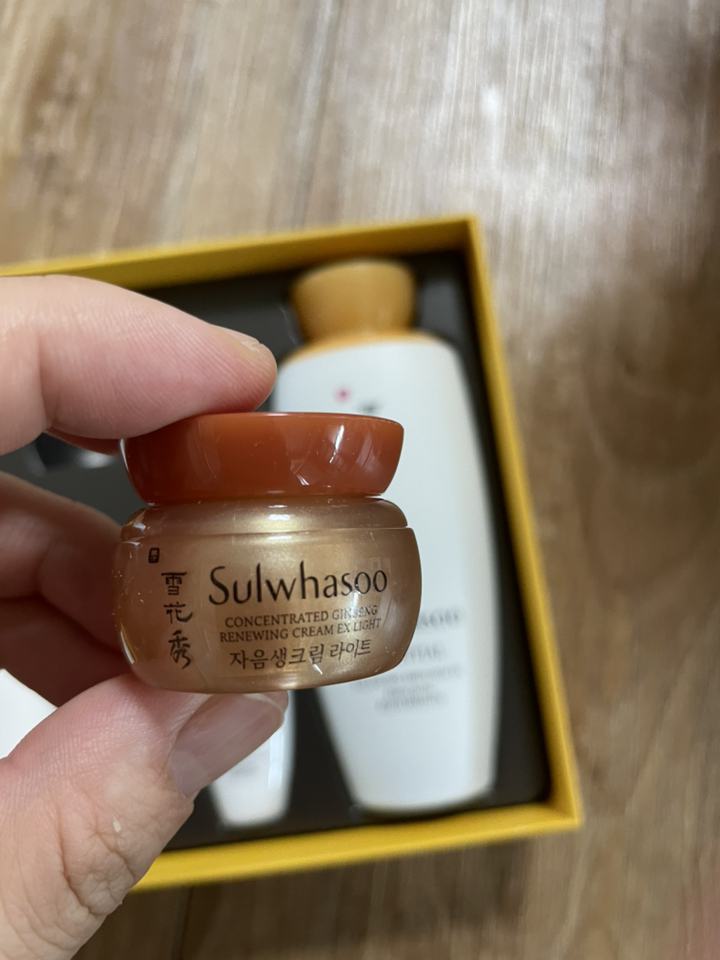 雪花秀
Sulwhasoo
CONCENTRATED GINSENG
RENEWING CREAM EX LIGHT
자음생크림 라이트